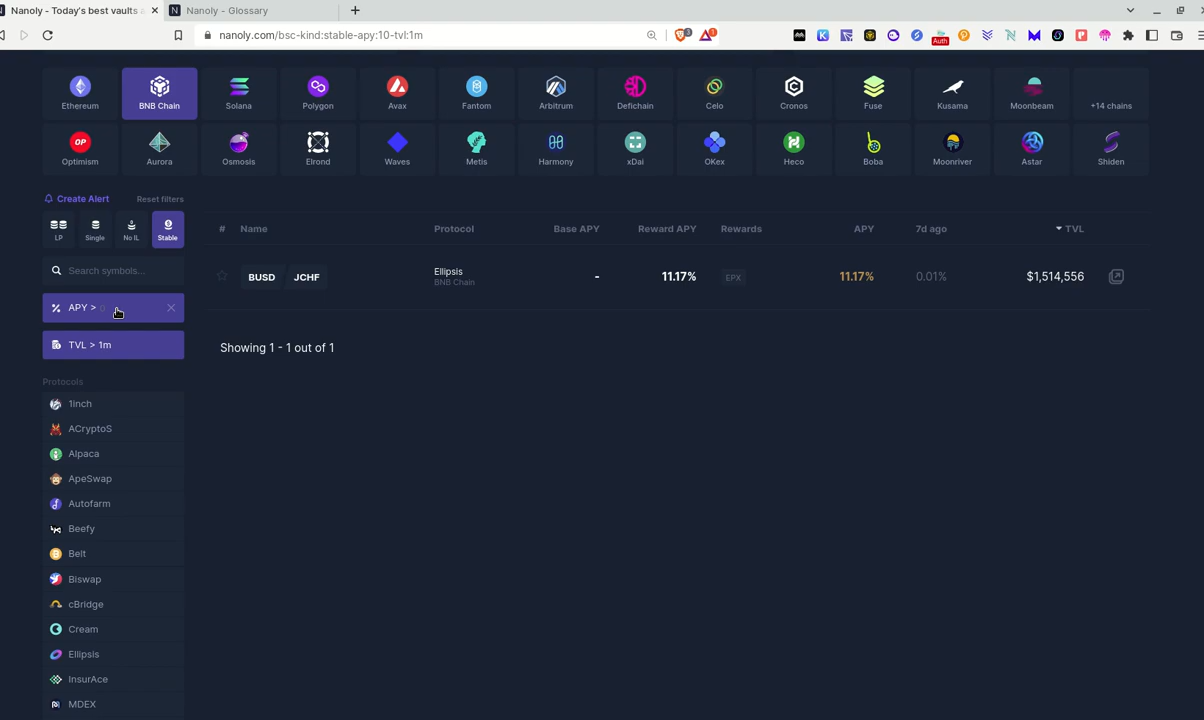 Nanoly - Today's best vaults a
Nanoly - Glossary
nanoly.com/bsc-kind:stable-apy:10-tvl:1m
3
1
Auth
Ethereum
BNB Chain
Solana
Polygon
Avax
Fantom
Arbitrum
Defichain
Celo
Cronos
Fuse
Kusama
Moonbeam
+14 chains
OP
Optimism
Aurora
Osmosis
Elrond
Waves
Metis
Harmony
xDai
OKex
Heco
Boba
Moonriver
Astar
Shiden
Create Alert
Reset filters
LP
Single
No IL
Stable
# Name Protocol Base APY Reward APY Rewards APY 7d ago TVL
Search symbols...
BUSD JCHF Ellipsis - 11.17% EPX 11.17% 0.01% $1,514,556
BNB Chain
APY > 0
TVL > 1m
Showing 1 - 1 out of 1
Protocols
1inch
ACryptoS
Alpaca
ApeSwap
Autofarm
Beefy
Belt
Biswap
cBridge
Cream
Ellipsis
InsurAce
MDEX